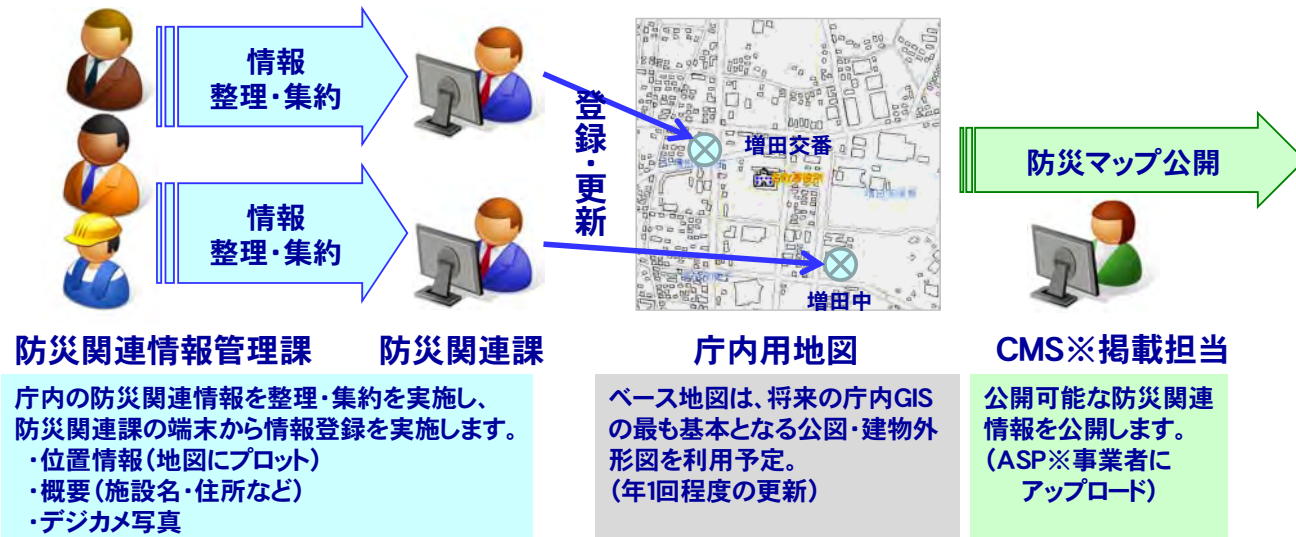 情報
整理・集約
情報
整理・集約
登録・更新
増田交番
増田中
防災マップ公開
防災関連情報管理課
防災関連課
庁内用地図
CMS※掲載担当
庁内の防災関連情報を整理・集約を実施し、
防災関連課の端末から情報登録を実施します。
・位置情報(地図にプロット)
・概要(施設名・住所など)
・デジカメ写真
ベース地図は、将来の庁内GIS
の最も基本となる公図・建物外
形図を利用予定。
(年1回程度の更新)
公開可能な防災関連
情報を公開します。
(ASP※事業者に
アップロード)